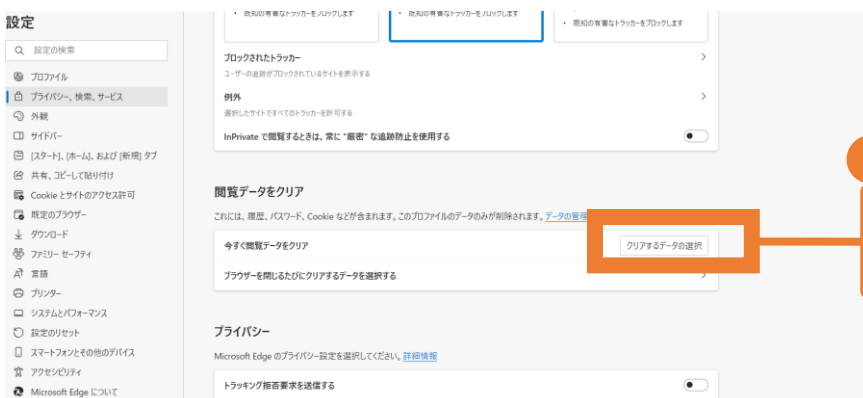 設定
設定の検索
プロファイル
プライバシー、検索、サービス
外観
サイドバー
[スタート]、[ホーム]、および [新規] タブ
共有、コピーして貼り付け
Cookie とサイトのアクセス許可
既定のブラウザー
ダウンロード
ファミリー セーフティ
言語
プリンター
システムとパフォーマンス
設定のリセット
スマートフォンとその他のデバイス
アクセシビリティ
Microsoft Edge について
• 既知の有害なトラッカーをブロックします
• 既知の有害なトラッカーをブロックします
• 既知の有害なトラッカーをブロックします
ブロックされたトラッカー
ユーザーの追跡がブロックされているサイトを表示する
例外
選択したサイトですべてのトラッカーを許可する
InPrivate で閲覧するときは、常に "厳密" な追跡防止を使用する
閲覧データをクリア
これには、履歴、パスワード、Cookie などが含まれます。このプロファイルのデータのみが削除されます。データの管理
今すぐ閲覧データをクリア
クリアするデータの選択
ブラウザーを閉じるたびにクリアするデータを選択する
プライバシー
Microsoft Edge のプライバシー設定を選択してください。詳細情報
トラッキング拒否要求を送信する